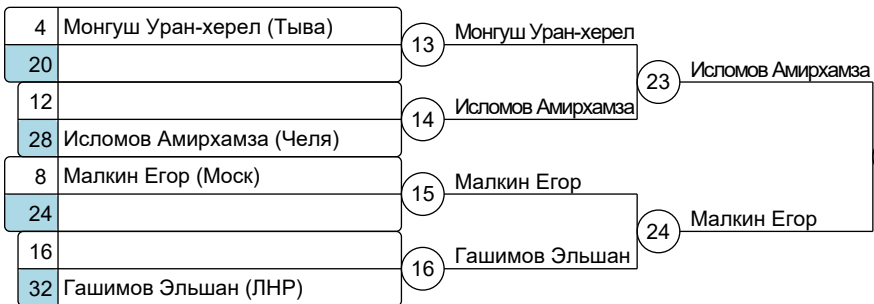 4 Монгуш Уран-херел (Тыва)
13 Монгуш Уран-херел
20
23 Исломов Амирхамза
12
14 Исломов Амирхамза
28 Исломов Амирхамза (Челя)
8 Малкин Егор (Моск)
15 Малкин Егор
24
24 Малкин Егор
16
16 Гашимов Эльшан
32 Гашимов Эльшан (ЛНР)